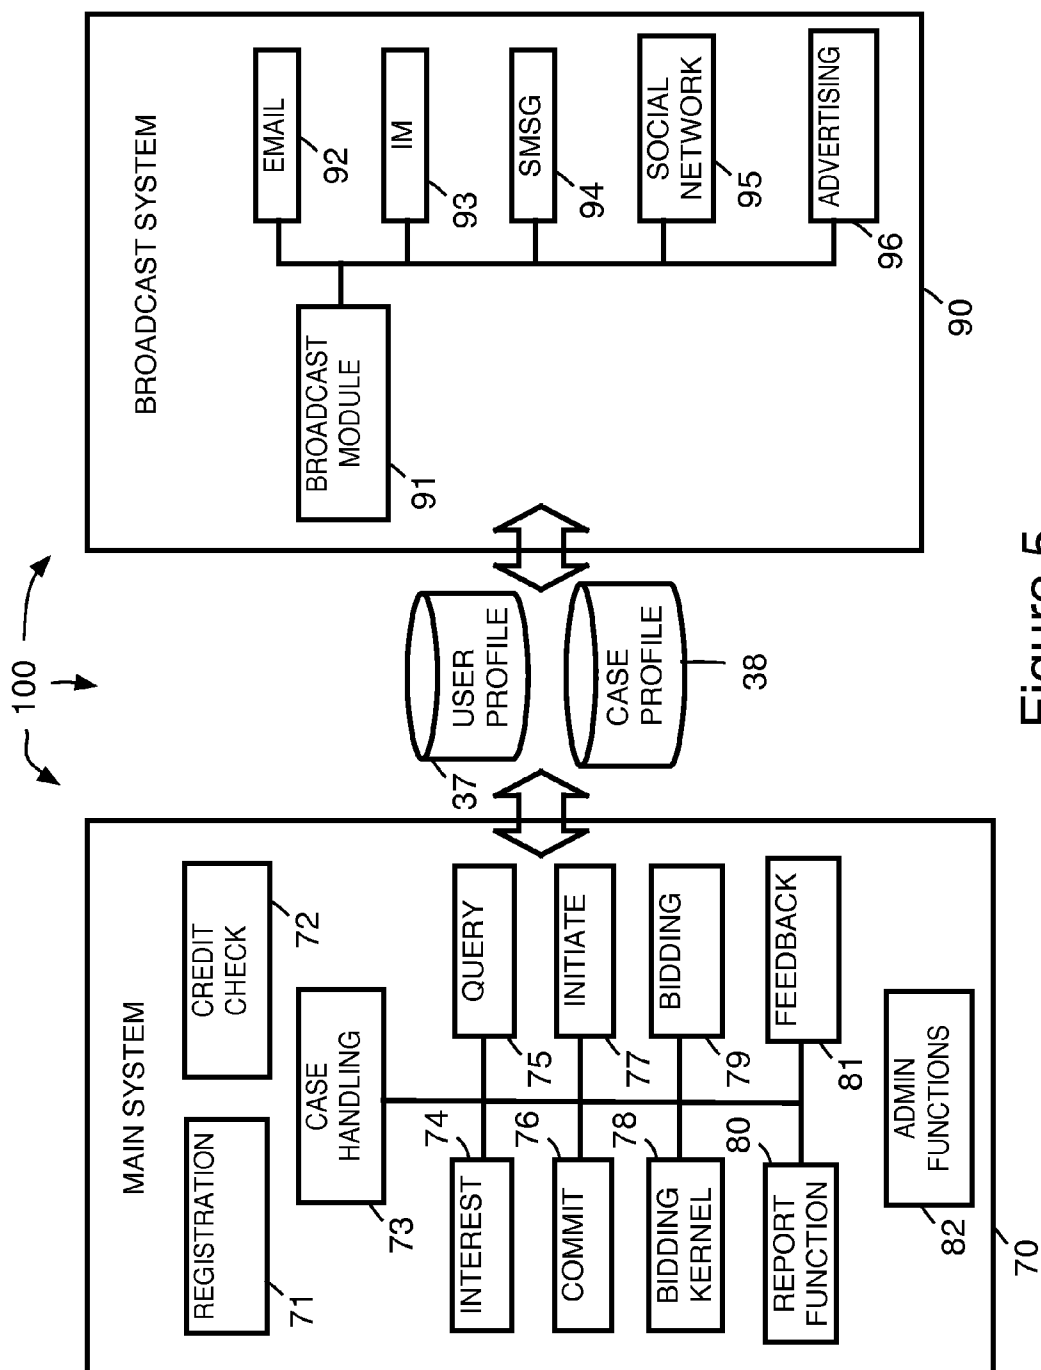 100
MAIN SYSTEM
REGISTRATION
71
CREDIT
CHECK
72
CASE
HANDLING
73
INTEREST
74
QUERY
75
COMMIT
76
INITIATE
77
BIDDING
KERNEL
78
BIDDING
79
REPORT
FUNCTION
80
FEEDBACK
81
ADMIN
FUNCTIONS
82
70
USER
PROFILE
37
CASE
PROFILE
38
BROADCAST SYSTEM
BROADCAST
MODULE
91
EMAIL
92
IM
93
SMSG
94
SOCIAL
NETWORK
95
ADVERTISING
96
90
Figure 5